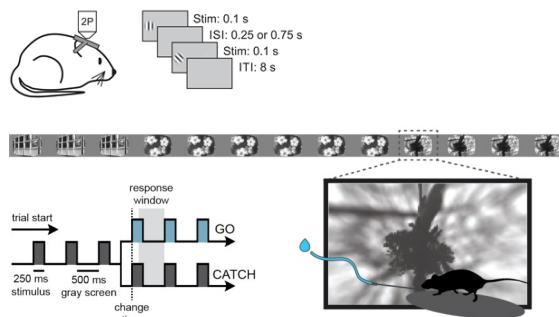 2P
Stim: 0.1 s
ISI: 0.25 or 0.75 s
Stim: 0.1 s
ITI: 8 s
trial start
response
window
GO
CATCH
250 ms
stimulus
500 ms
gray screen
change